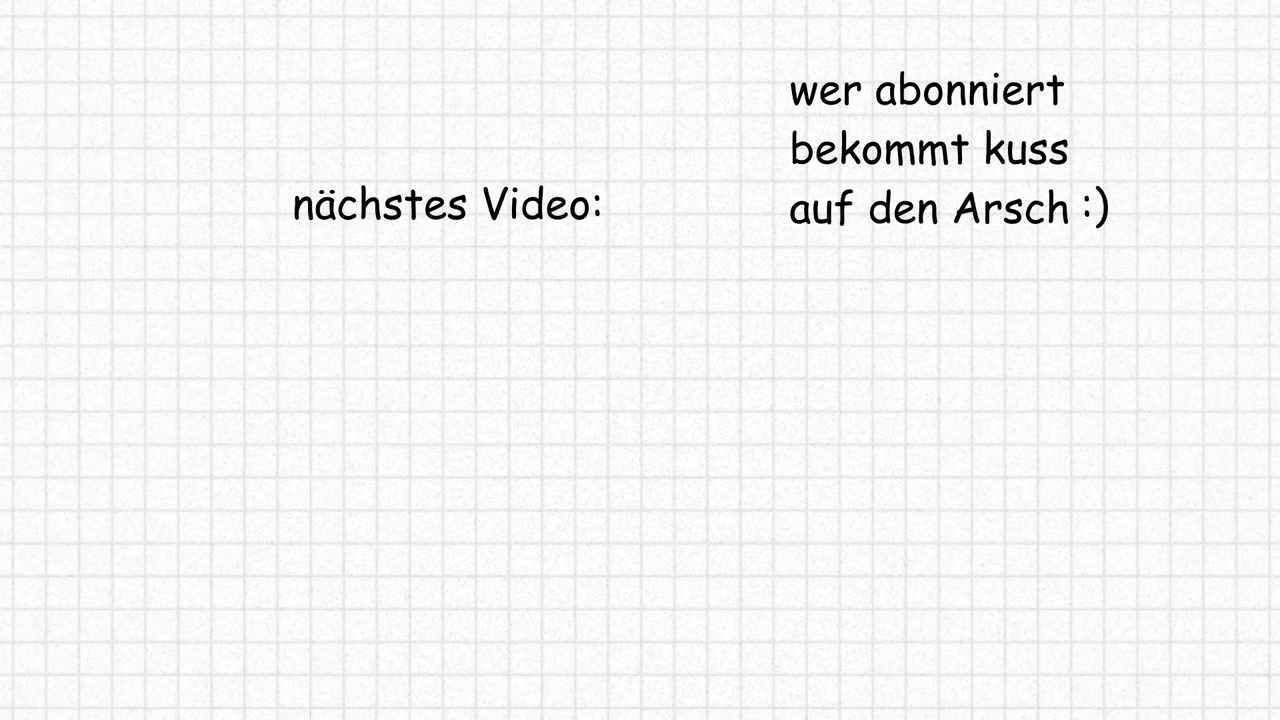 nächstes Video:
wer abonniert
bekommt kuss
auf den Arsch :)